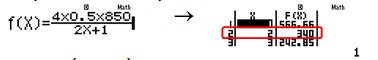 Math
f(X)=4×0.5×850
2X+1
→
Math
X F(X)
1 1 566.66
2 2 340
3 3 242.85
1